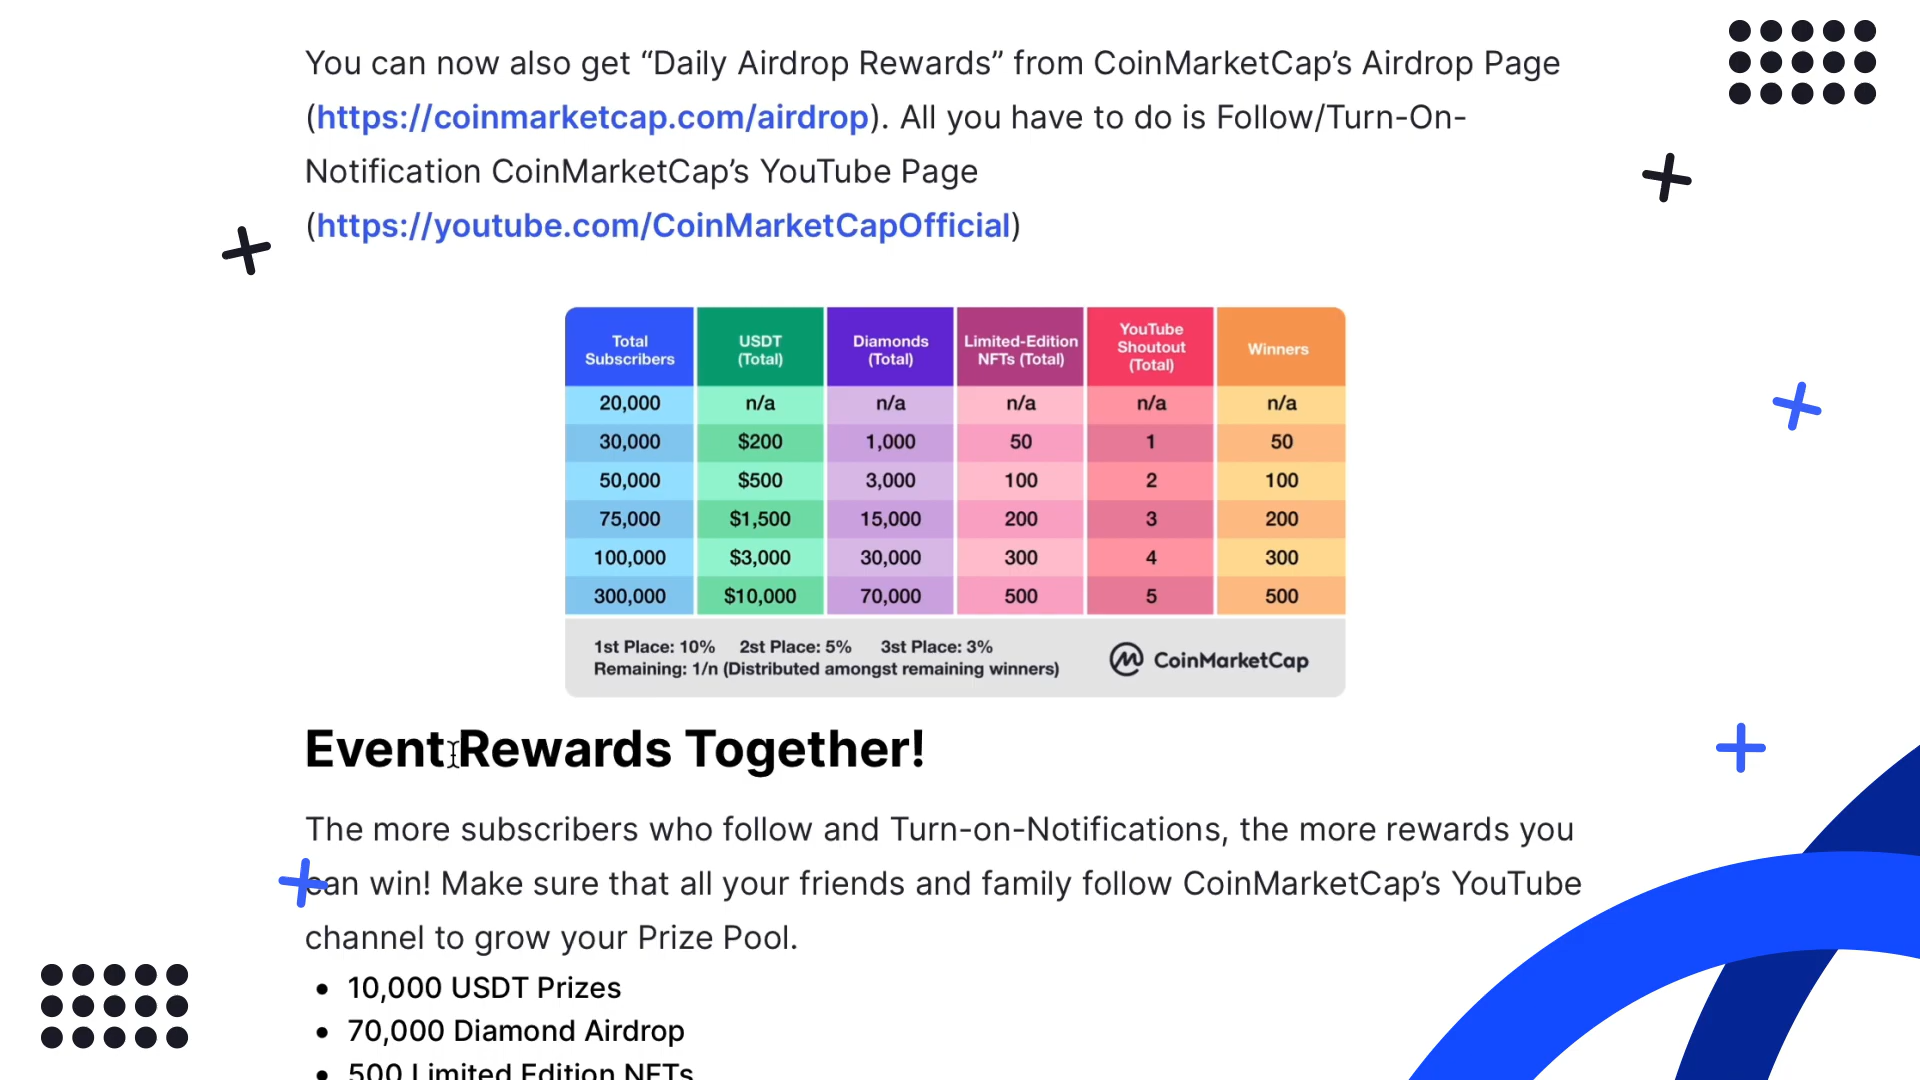 You can now also get “Daily Airdrop Rewards” from CoinMarketCap’s Airdrop Page
(https://coinmarketcap.com/airdrop). All you have to do is Follow/Turn-On-
Notification CoinMarketCap’s YouTube Page
(https://youtube.com/CoinMarketCapOfficial)
Total Subscribers USDT (Total) Diamonds (Total) Limited-Edition NFTs (Total) YouTube Shoutout (Total) Winners
20,000 n/a n/a n/a n/a n/a
30,000 $200 1,000 50 1 50
50,000 $500 3,000 100 2 100
75,000 $1,500 15,000 200 3 200
100,000 $3,000 30,000 300 4 300
300,000 $10,000 70,000 500 5 500
1st Place: 10% 2st Place: 5% 3st Place: 3%
Remaining: 1/n (Distributed amongst remaining winners)
CoinMarketCap
Event Rewards Together!
The more subscribers who follow and Turn-on-Notifications, the more rewards you
can win! Make sure that all your friends and family follow CoinMarketCap’s YouTube
channel to grow your Prize Pool.
• 10,000 USDT Prizes
• 70,000 Diamond Airdrop
• 500 Limited Edition NFTs